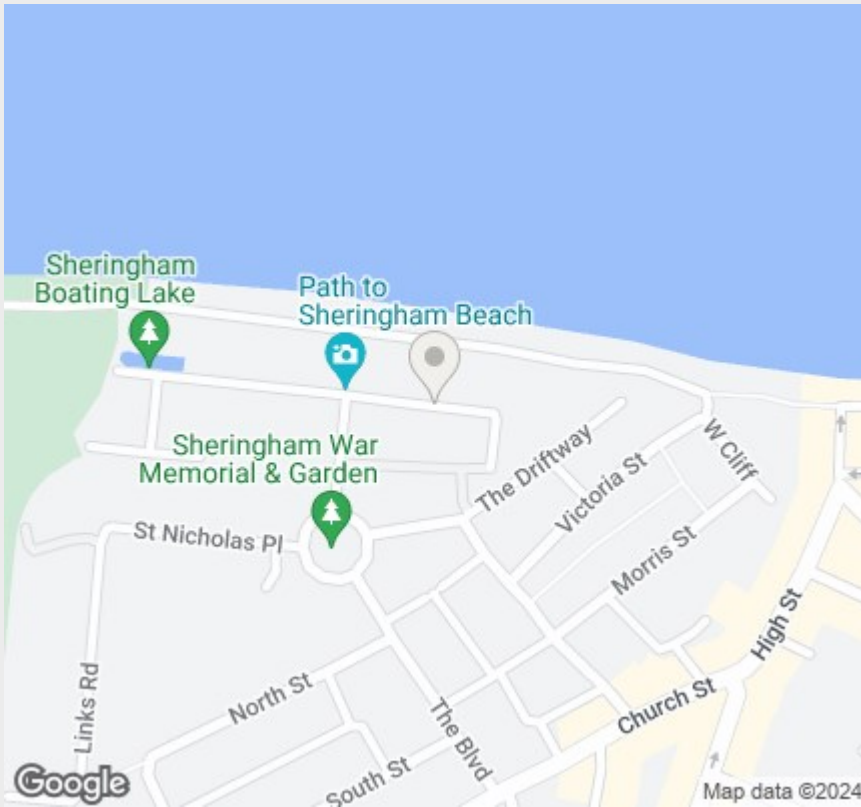 Sheringham
Boating Lake
Path to
Sheringham Beach
Sheringham War
Memorial & Garden
The Driftway
W Cliff
Victoria St
St Nicholas Pl
Morris St
High St
Links Rd
North St
The Blvd
Church St
South St
Google
Map data ©2024